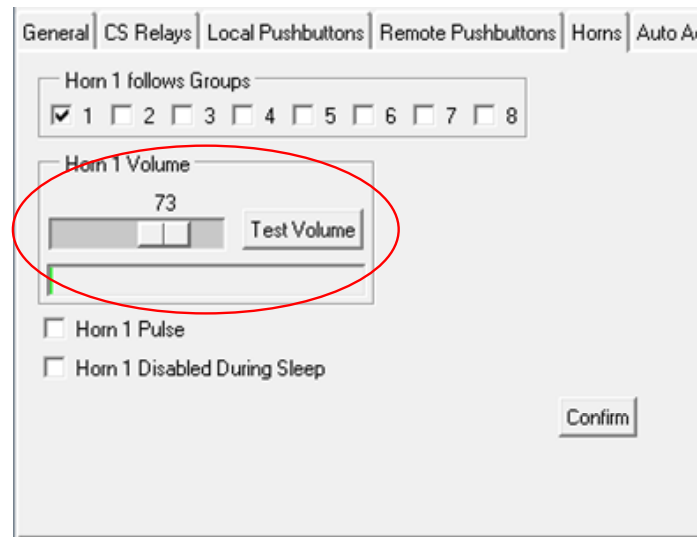 General CS Relays Local Pushbuttons Remote Pushbuttons Horns Auto A
Horn 1 follows Groups
1 2 3 4 5 6 7 8
Horn 1 Volume
73
Test Volume
Horn 1 Pulse
Horn 1 Disabled During Sleep
Confirm